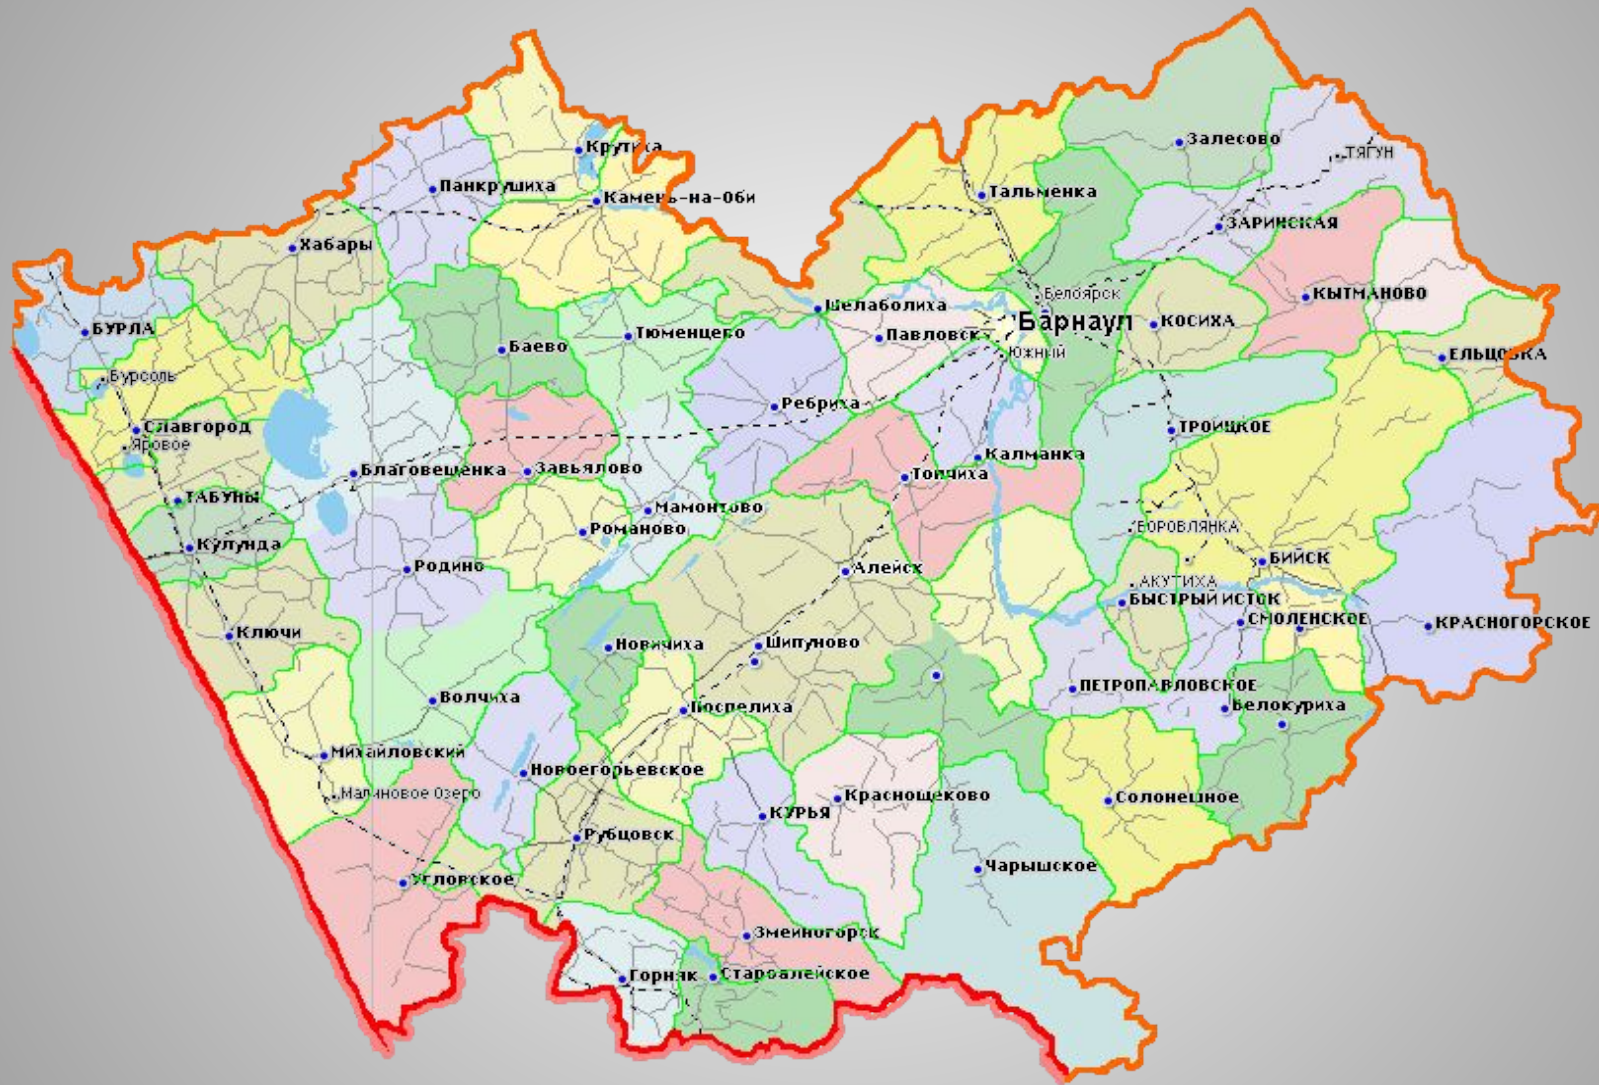 Крутиха
Залесово
ТЯГУН
Панкрушиха
Камень-на-Оби
Тальменка
ЗАРИНСКАЯ
Хабары
Белоярск
КЫТМАНОВО
Шелаболиха
БУРЛА
Тюменцево
Павловск
Барнаул
КОСИХА
Баево
Южный
ЕЛЬЦОВКА
Бурсоль
Ребриха
Славгород
ТРОИЦКОЕ
Яровое
Калманка
Благовещенка
Завьялово
Топчиха
ТАБУНЫ
Мамонтово
Романово
БОРОВЛЯНКА
Кулунда
БИЙСК
Родино
Алейск
АКУТИХА
БЫСТРЫЙ ИСТОК
СМОЛЕНСКОЕ
КРАСНОГОРСКОЕ
Ключи
Новичиха
Шипуново
ПЕТРОПАВЛОВСКОЕ
Волчиха
Поспелиха
Белокуриха
Михайловский
Новоегорьевское
Малиновое Озеро
Краснощеково
Солонешное
КУРЬЯ
Рубцовск
Чарышское
Угловское
Змеиногорск
Горняк
Староалейское